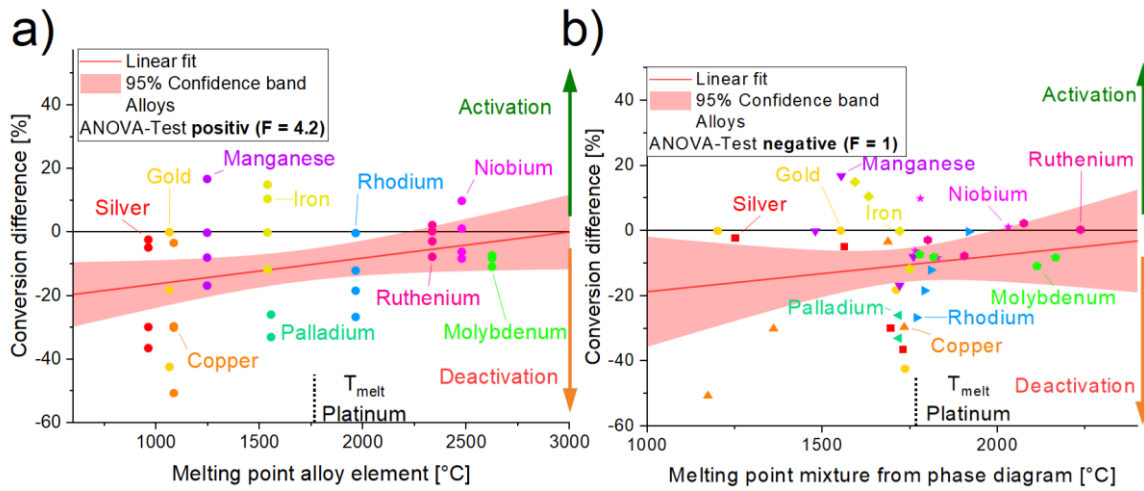 a)
Linear fit
95% Confidence band
Alloys
ANOVA-Test positiv (F = 4.2)
Activation
Manganese
Gold
Iron
Rhodium
Niobium
Silver
Ruthenium
Palladium
Molybdenum
Copper
Deactivation
Tmelt
Platinum
40
20
0
-20
-40
-60
1000
1500
2000
2500
3000
Conversion difference [%]
Melting point alloy element [°C]
b)
Linear fit
95% Confidence band
Alloys
ANOVA-Test negative (F = 1)
Activation
Manganese
Ruthenium
Gold
Niobium
Silver
Iron
Molybdenum
Palladium
Rhodium
Copper
Deactivation
Tmelt
Platinum
40
20
0
-20
-40
-60
1000
1500
2000
Conversion difference [%]
Melting point mixture from phase diagram [°C]